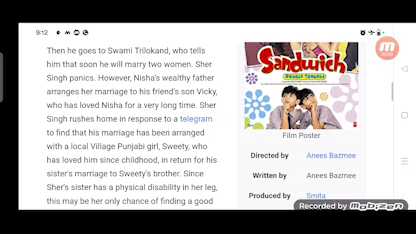 9:12
Then he goes to Swami Trilokand, who tells
him that soon he will marry two women. Sher
Singh panics. However, Nisha's wealthy father
arranges her marriage to his friend's son Vicky,
who has loved Nisha for a very long time. Sher
Singh rushes home in response to a telegram
to find that his marriage has been arranged
with a local Village Punjabi girl, Sweety, who
has loved him since childhood, in return for his
sister's marriage to Sweety's brother. Since
Sher's sister has a physical disability in her leg,
this may be her only chance of finding a good
Sandwich
Double Trouble
Film Poster
Directed by Anees Bazmee
Written by Anees Bazmee
Produced by Smita
Recorded by Mobizen